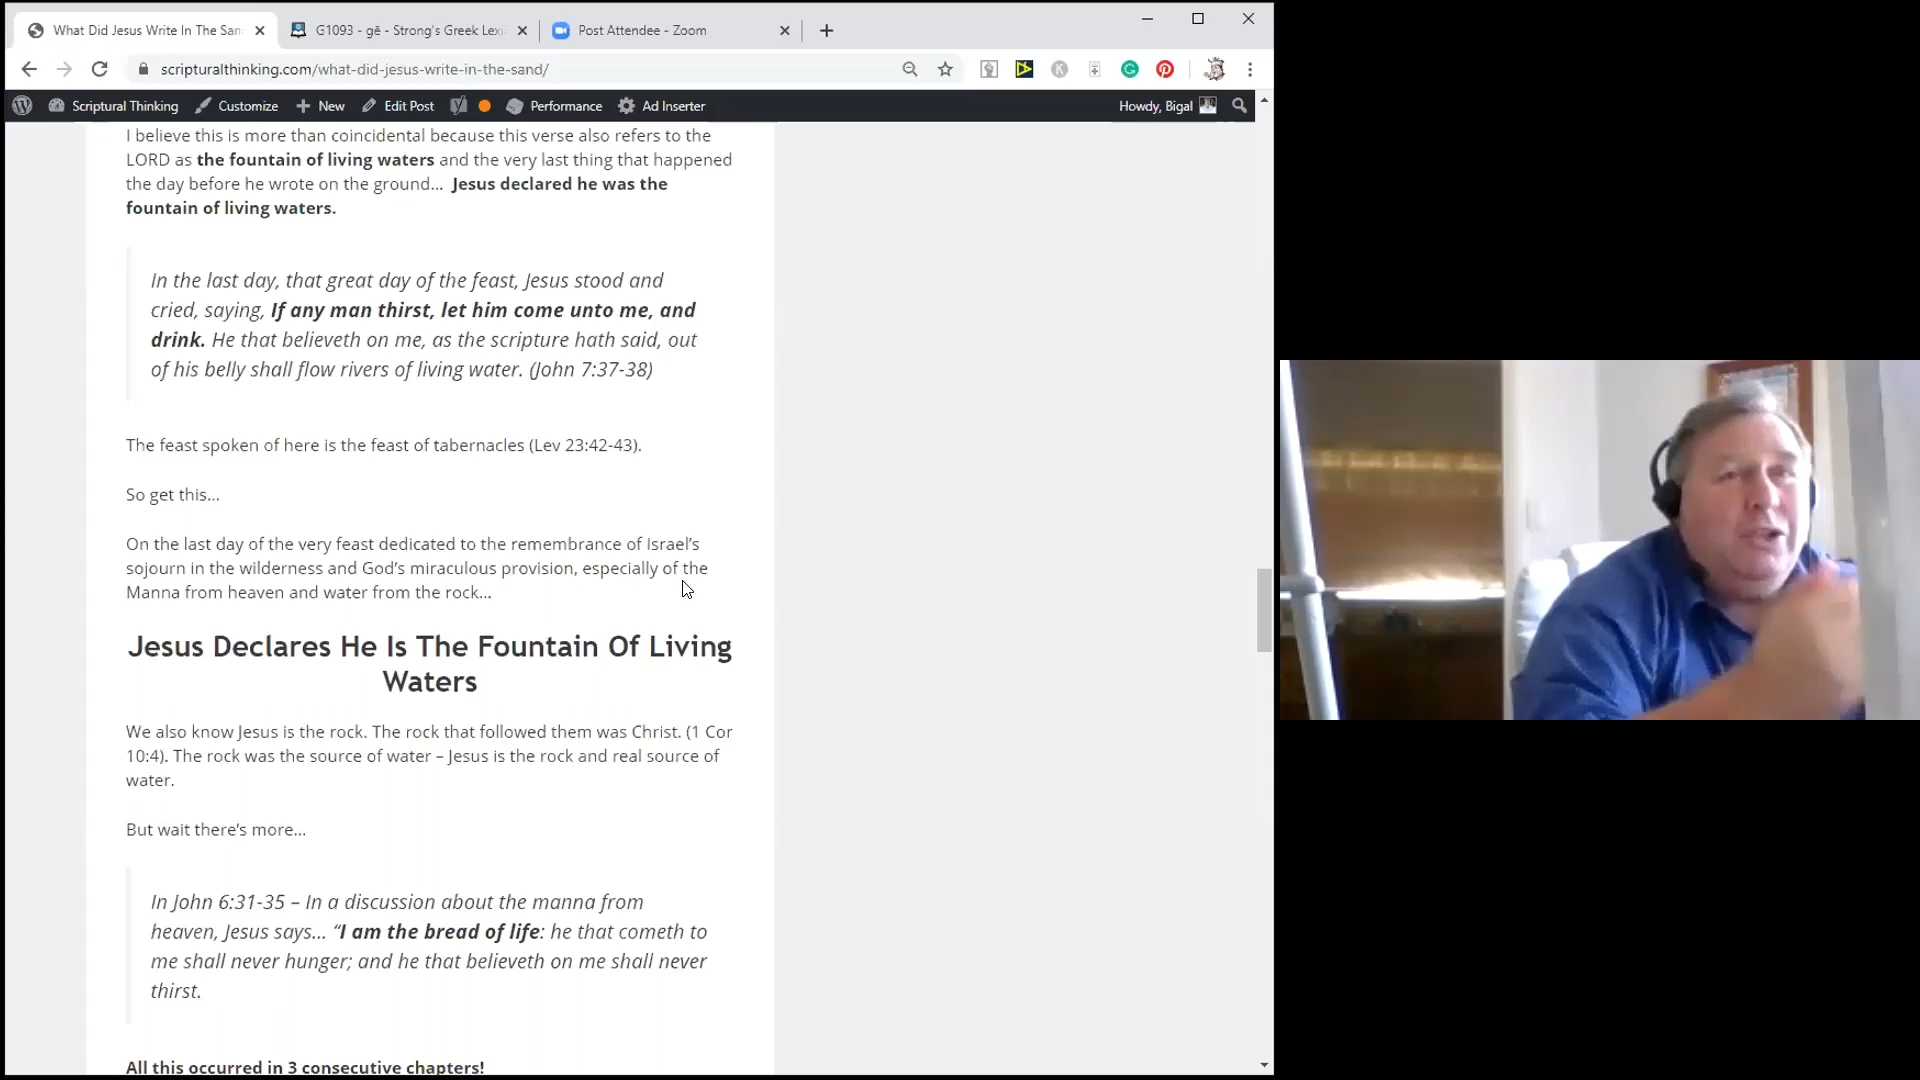 What Did Jesus Write In The San
G1093 - gē - Strong's Greek Lexi
Post Attendee - Zoom
scripturalthinking.com/what-did-jesus-write-in-the-sand/
Scriptural Thinking
Customize
New
Edit Post
Performance
Ad Inserter
Howdy, Bigal
I believe this is more than coincidental because this verse also refers to the
LORD as the fountain of living waters and the very last thing that happened
the day before he wrote on the ground… Jesus declared he was the
fountain of living waters.
In the last day, that great day of the feast, Jesus stood and
cried, saying, If any man thirst, let him come unto me, and
drink. He that believeth on me, as the scripture hath said, out
of his belly shall flow rivers of living water. (John 7:37-38)
The feast spoken of here is the feast of tabernacles (Lev 23:42-43).
So get this…
On the last day of the very feast dedicated to the remembrance of Israel’s
sojourn in the wilderness and God’s miraculous provision, especially of the
Manna from heaven and water from the rock…
Jesus Declares He Is The Fountain Of Living
Waters
We also know Jesus is the rock. The rock that followed them was Christ. (1 Cor
10:4). The rock was the source of water – Jesus is the rock and real source of
water.
But wait there’s more…
In John 6:31-35 – In a discussion about the manna from
heaven, Jesus says… “I am the bread of life: he that cometh to
me shall never hunger; and he that believeth on me shall never
thirst.
All this occurred in 3 consecutive chapters!